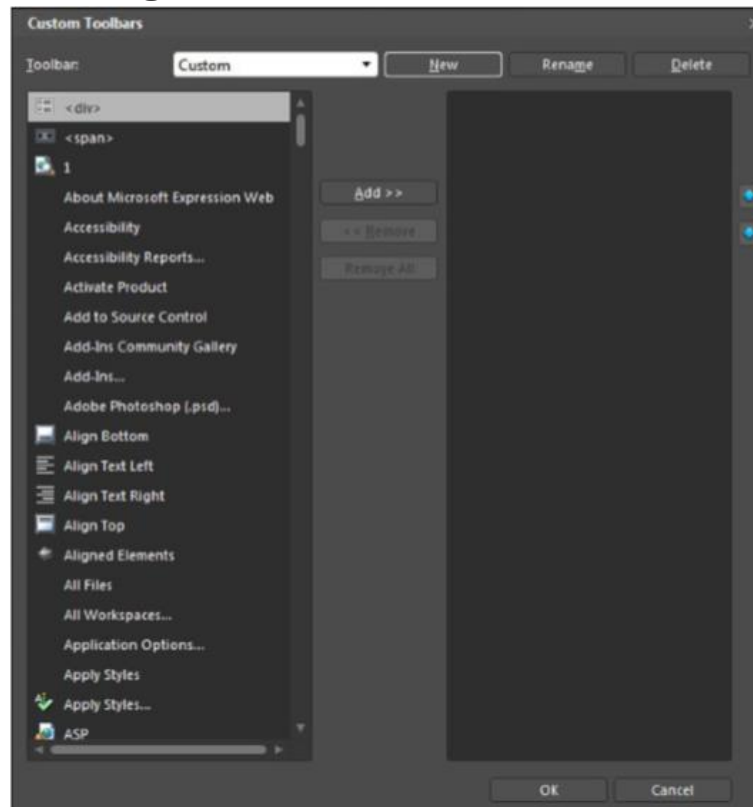 Custom Toolbars
Toolbar: Custom New Rename Delete
<div>
<span>
1
About Microsoft Expression Web
Add >>
Accessibility
<< Remove
Accessibility Reports...
Remove All
Activate Product
Add to Source Control
Add-Ins Community Gallery
Add-Ins...
Adobe Photoshop (.psd)...
Align Bottom
Align Text Left
Align Text Right
Align Top
Aligned Elements
All Files
All Workspaces...
Application Options...
Apply Styles
Apply Styles...
ASP
OK Cancel